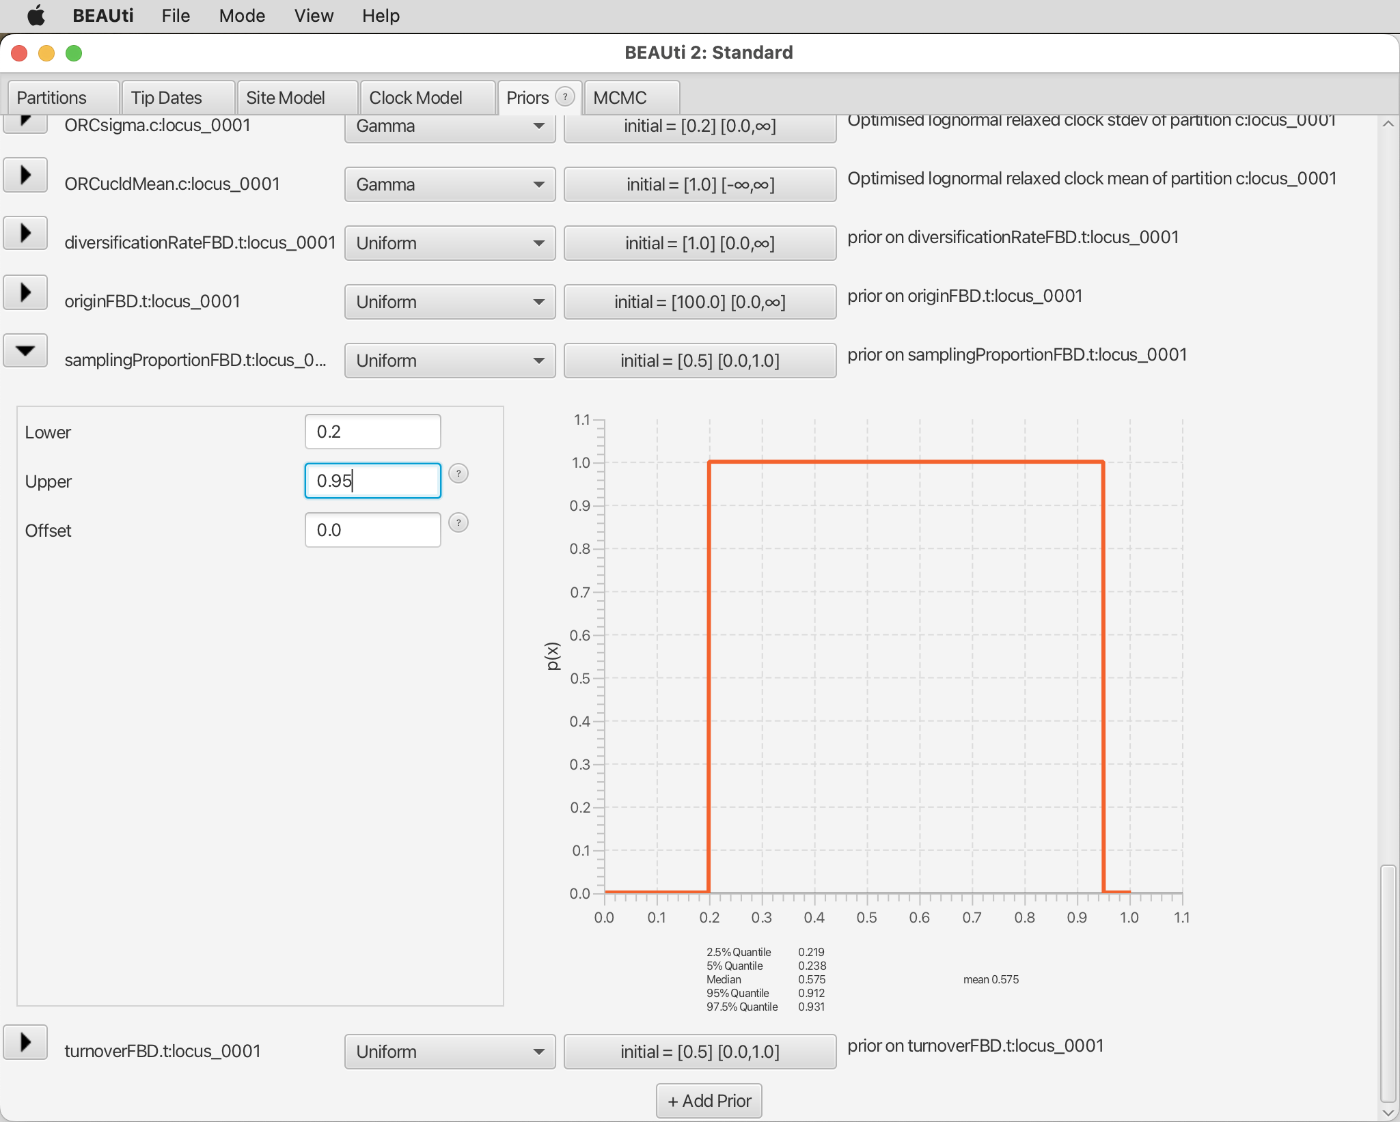 BEAUti File Mode View Help
BEAUti 2: Standard
Partitions Tip Dates Site Model Clock Model Priors ? MCMC
ORCsigma.c:locus_0001 Gamma initial = [0.2] [0.0,∞] Optimised lognormal relaxed clock stdev of partition c:locus_0001
ORCucldMean.c:locus_0001 Gamma initial = [1.0] [-∞,∞] Optimised lognormal relaxed clock mean of partition c:locus_0001
diversificationRateFBD.t:locus_0001 Uniform initial = [1.0] [0.0,∞] prior on diversificationRateFBD.t:locus_0001
originFBD.t:locus_0001 Uniform initial = [100.0] [0.0,∞] prior on originFBD.t:locus_0001
samplingProportionFBD.t:locus_0... Uniform initial = [0.5] [0.0,1.0] prior on samplingProportionFBD.t:locus_0001
Lower 0.2
Upper 0.95 ?
Offset 0.0 ?
1.1
1.0
0.9
0.8
0.7
0.6
0.5
0.4
0.3
0.2
0.1
0.0
p(x)
0.0 0.1 0.2 0.3 0.4 0.5 0.6 0.7 0.8 0.9 1.0 1.1
2.5% Quantile 0.219
5% Quantile 0.238
Median 0.575 mean 0.575
95% Quantile 0.912
97.5% Quantile 0.931
turnoverFBD.t:locus_0001 Uniform initial = [0.5] [0.0,1.0] prior on turnoverFBD.t:locus_0001
+ Add Prior